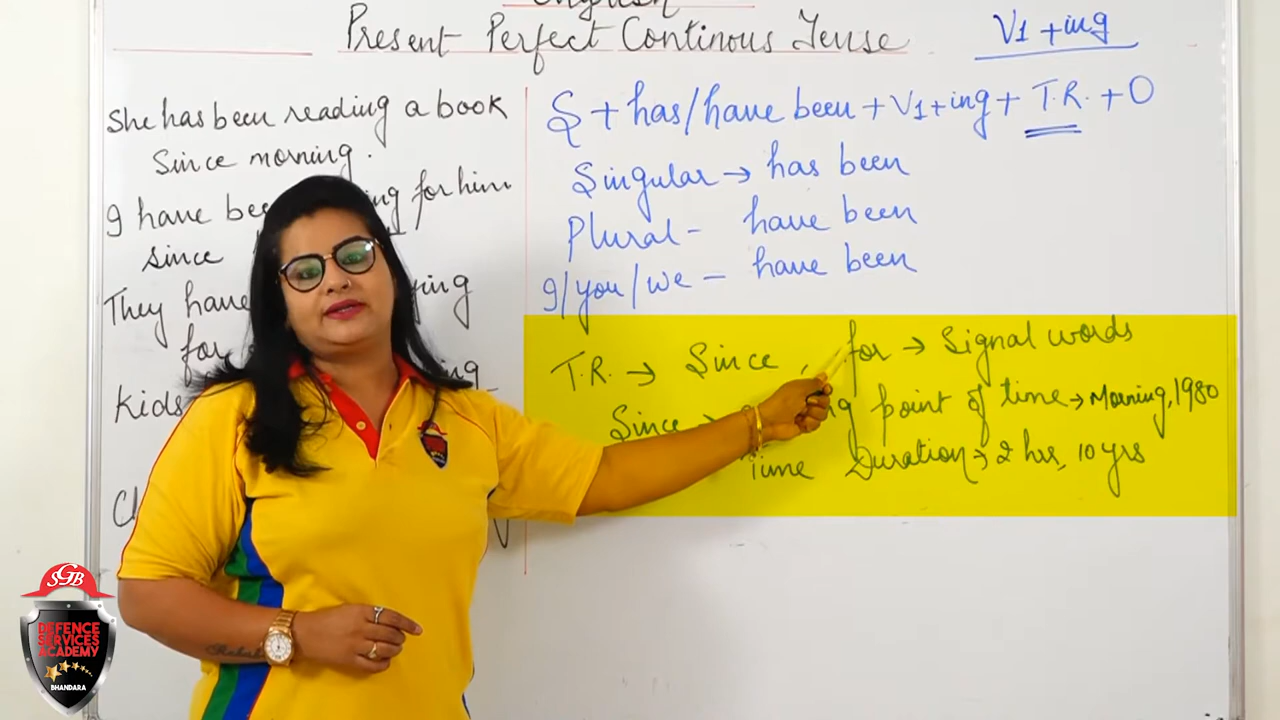 English
Present Perfect Continous Tense
V1 +ing
She has been reading a book
Since morning.
I have for him
since
They have
for
Kids
S + has/have been + V1+ing + T.R. + O
Singular → has been
Plural - have been
I/you/we - have been
T.R. → Since, for → Signal words
Since → point of time → Morning, 1980
Time Duration → 2 hrs, 10 yrs
SGB
DEFENCE
SERVICES
ACADEMY
BHANDARA